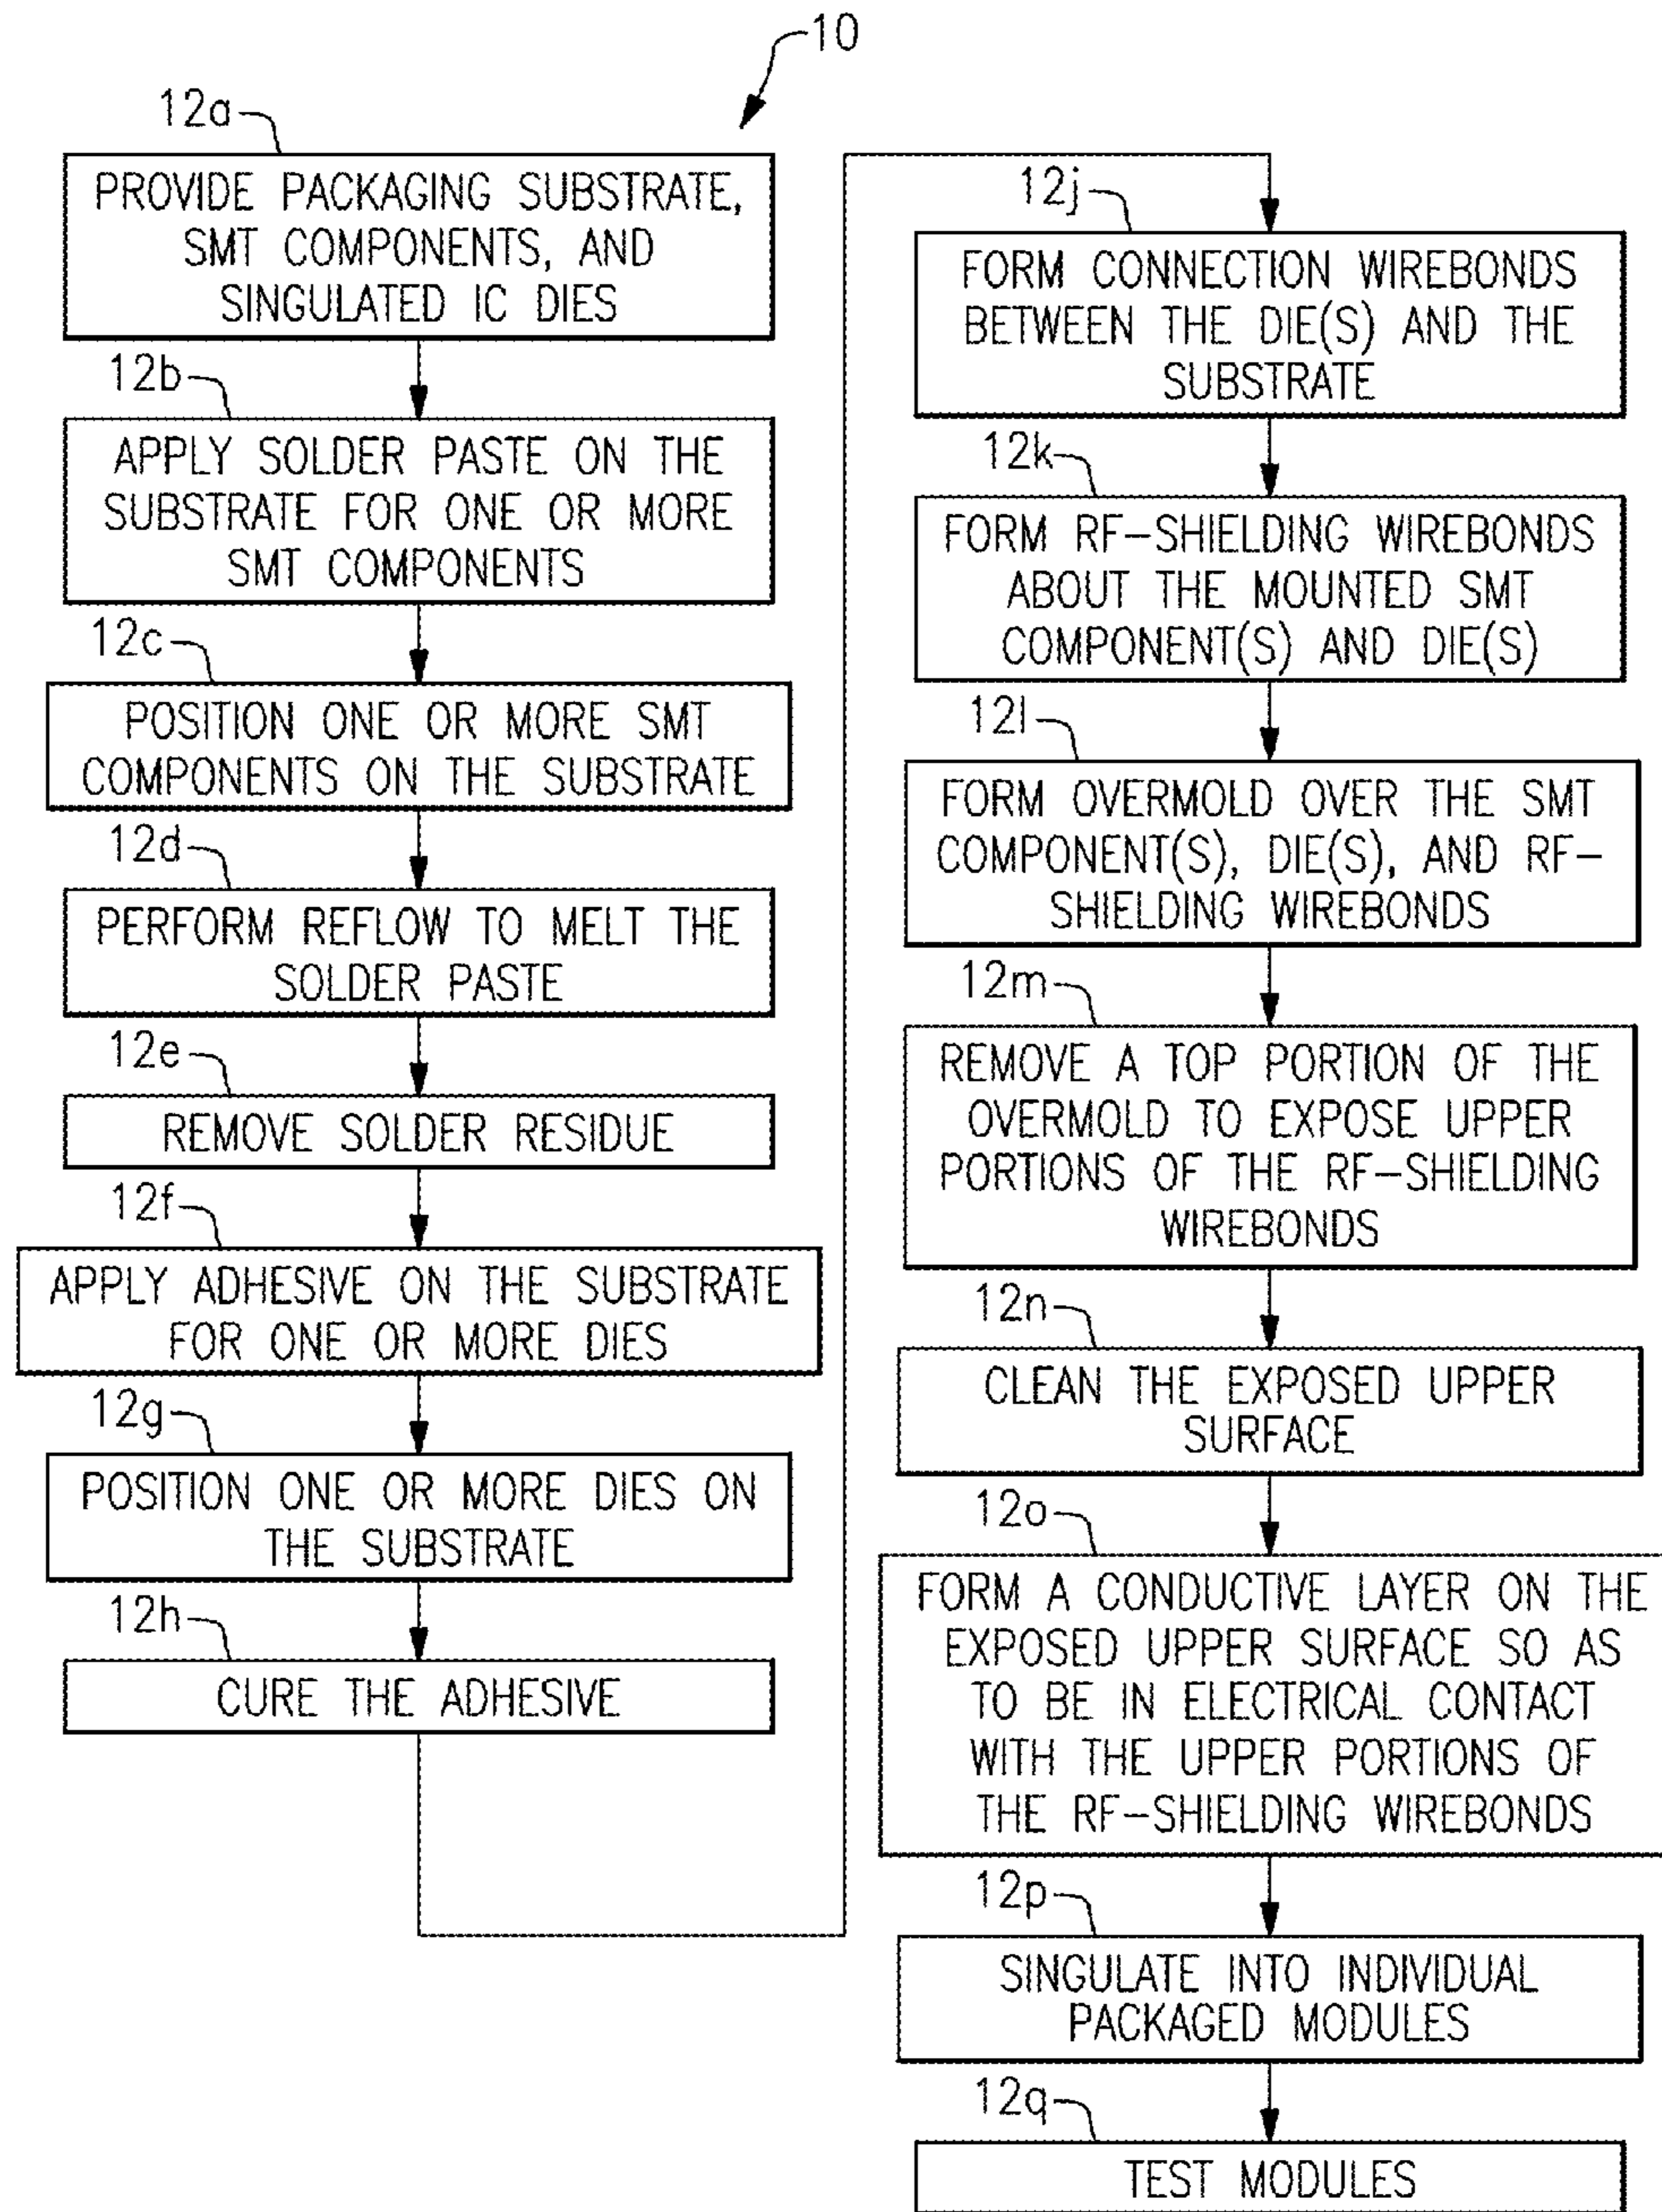 10
12a
PROVIDE PACKAGING SUBSTRATE,
SMT COMPONENTS, AND
SINGULATED IC DIES
12b
APPLY SOLDER PASTE ON THE
SUBSTRATE FOR ONE OR MORE
SMT COMPONENTS
12c
POSITION ONE OR MORE SMT
COMPONENTS ON THE SUBSTRATE
12d
PERFORM REFLOW TO MELT THE
SOLDER PASTE
12e
REMOVE SOLDER RESIDUE
12f
APPLY ADHESIVE ON THE SUBSTRATE
FOR ONE OR MORE DIES
12g
POSITION ONE OR MORE DIES ON
THE SUBSTRATE
12h
CURE THE ADHESIVE
12j
FORM CONNECTION WIREBONDS
BETWEEN THE DIE(S) AND THE
SUBSTRATE
12k
FORM RF-SHIELDING WIREBONDS
ABOUT THE MOUNTED SMT
COMPONENT(S) AND DIE(S)
12l
FORM OVERMOLD OVER THE SMT
COMPONENT(S), DIE(S), AND RF-
SHIELDING WIREBONDS
12m
REMOVE A TOP PORTION OF THE
OVERMOLD TO EXPOSE UPPER
PORTIONS OF THE RF-SHIELDING
WIREBONDS
12n
CLEAN THE EXPOSED UPPER
SURFACE
12o
FORM A CONDUCTIVE LAYER ON THE
EXPOSED UPPER SURFACE SO AS
TO BE IN ELECTRICAL CONTACT
WITH THE UPPER PORTIONS OF
THE RF-SHIELDING WIREBONDS
12p
SINGULATE INTO INDIVIDUAL
PACKAGED MODULES
12q
TEST MODULES